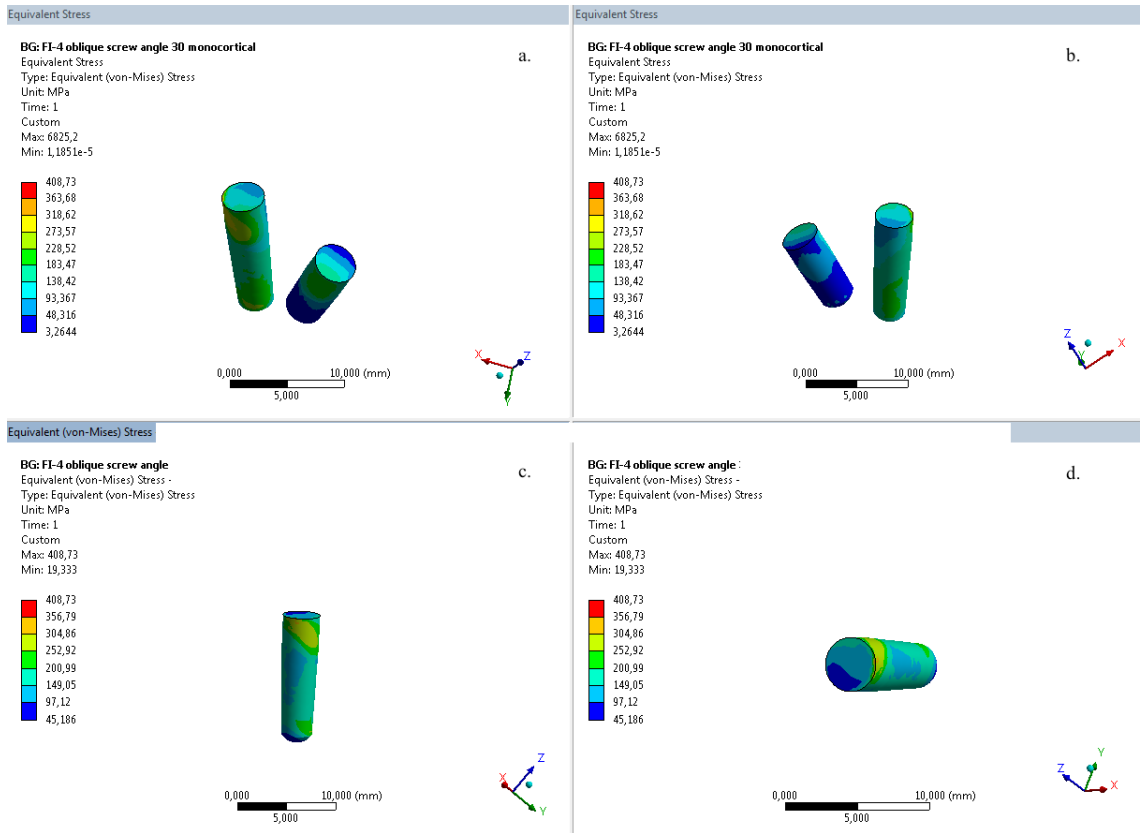 Equivalent Stress
BG: FI-4 oblique screw angle 30 monocortical
Equivalent Stress
Type: Equivalent (von-Mises) Stress
Unit: MPa
Time: 1
Custom
Max: 6825,2
Min: 1,1851e-5
a.
408,73
363,68
318,62
273,57
228,52
183,47
138,42
93,367
48,316
3,2644
X
Z
Y
0,000
10,000 (mm)
5,000
Equivalent Stress
BG: FI-4 oblique screw angle 30 monocortical
Equivalent Stress
Type: Equivalent (von-Mises) Stress
Unit: MPa
Time: 1
Custom
Max: 6825,2
Min: 1,1851e-5
b.
408,73
363,68
318,62
273,57
228,52
183,47
138,42
93,367
48,316
3,2644
Z
X
Y
0,000
10,000 (mm)
5,000
Equivalent (von-Mises) Stress
BG: FI-4 oblique screw angle
Equivalent (von-Mises) Stress -
Type: Equivalent (von-Mises) Stress
Unit: MPa
Time: 1
Custom
Max: 408,73
Min: 19,333
c.
408,73
356,79
304,86
252,92
200,99
149,05
97,12
45,186
Z
X
Y
0,000
10,000 (mm)
5,000
BG: FI-4 oblique screw angle :
Equivalent (von-Mises) Stress -
Type: Equivalent (von-Mises) Stress
Unit: MPa
Time: 1
Custom
Max: 408,73
Min: 19,333
d.
408,73
356,79
304,86
252,92
200,99
149,05
97,12
45,186
Y
Z
X
0,000
10,000 (mm)
5,000